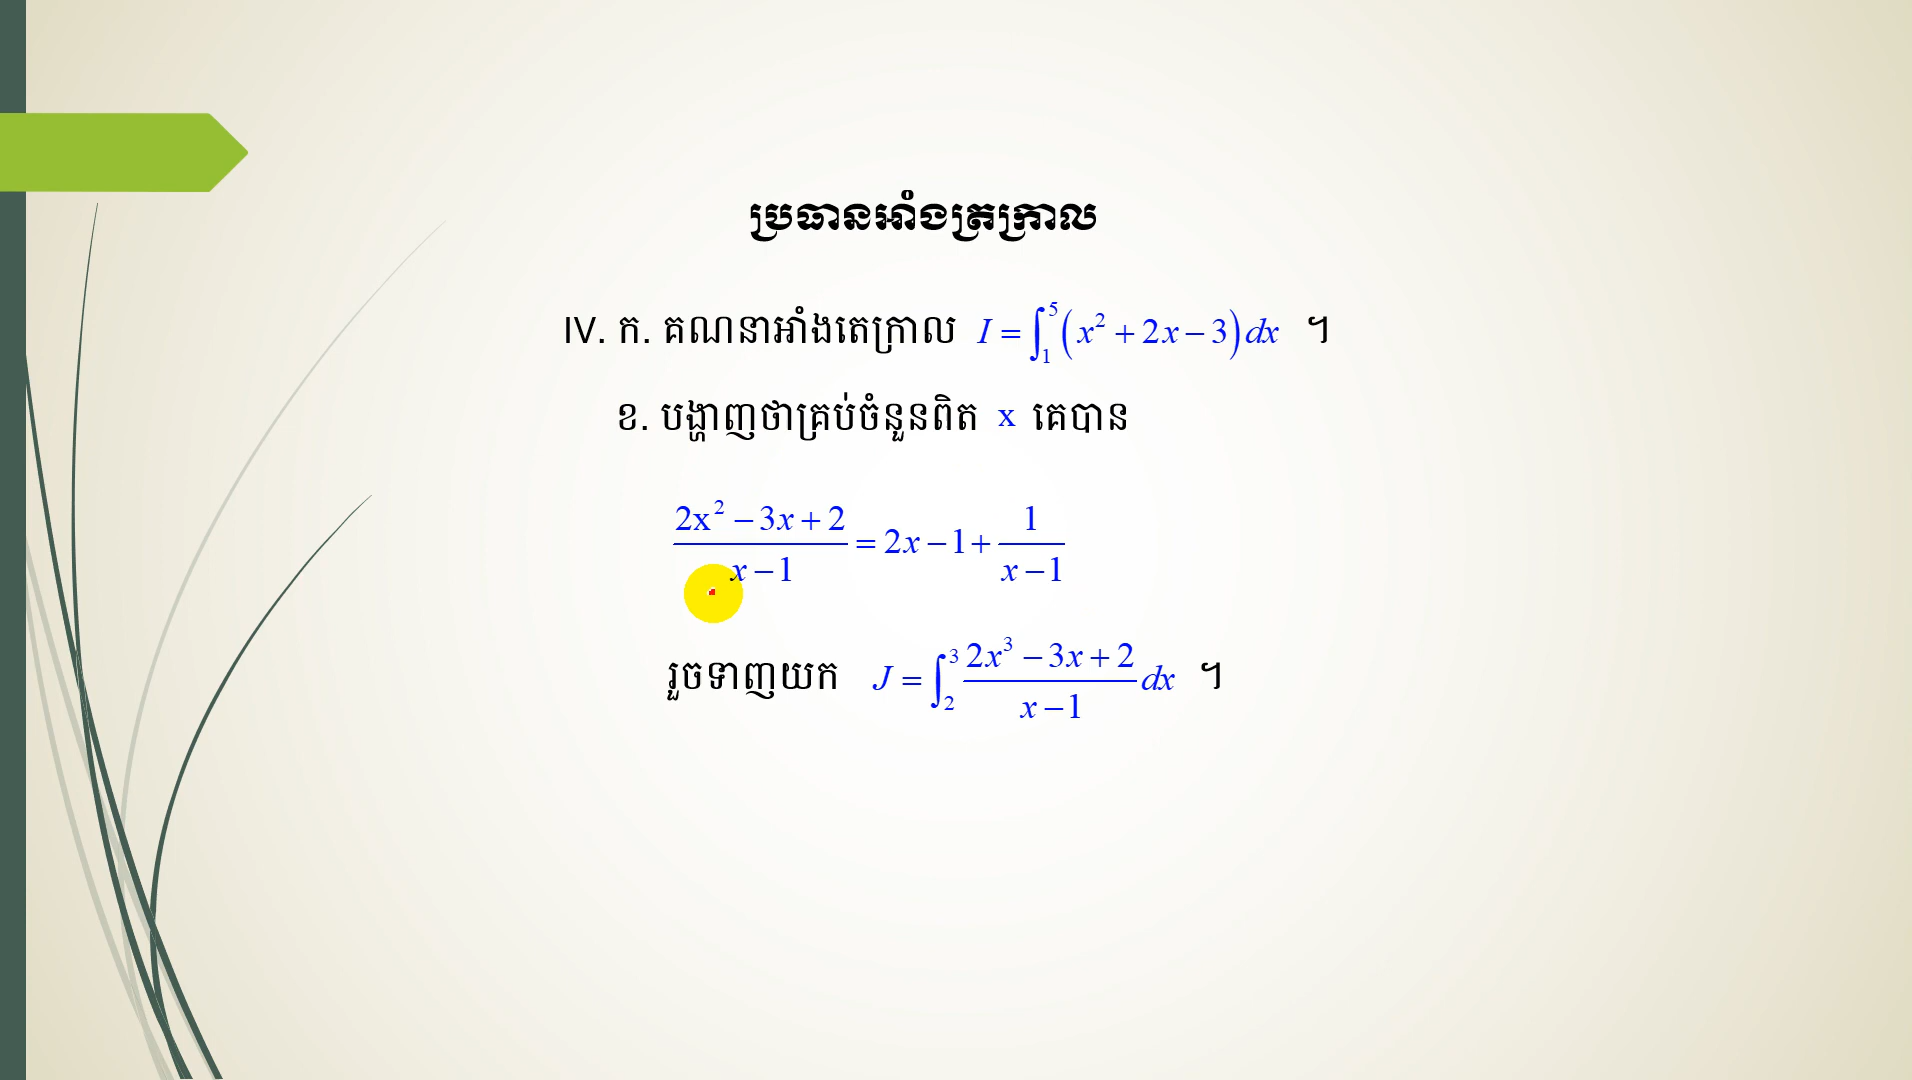 ប្រធានអាំងត្រក្រាល
IV. ក. គណនាអាំងតេក្រាល I = ∫₁⁵ (x² + 2x − 3) dx ។
ខ. បង្ហាញថាគ្រប់ចំនួនពិត x គេបាន
(2x² − 3x + 2)/(x − 1) = 2x − 1 + 1/(x − 1)
រួចទាញយក J = ∫₂³ (2x³ − 3x + 2)/(x − 1) dx ។